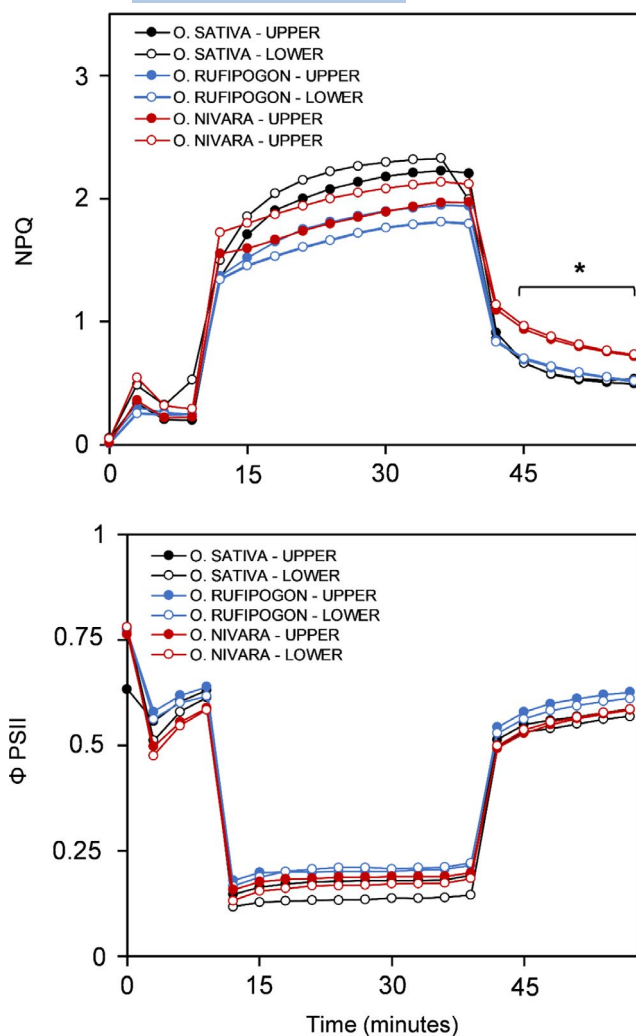 3
2
1
0
NPQ
O. SATIVA - UPPER
O. SATIVA - LOWER
O. RUFIPOGON - UPPER
O. RUFIPOGON - LOWER
O. NIVARA - UPPER
O. NIVARA - UPPER
*
0 15 30 45
1
0.75
0.5
0.25
0
Φ PSII
O. SATIVA - UPPER
O. SATIVA - LOWER
O. RUFIPOGON - UPPER
O. RUFIPOGON - LOWER
O. NIVARA - UPPER
O. NIVARA - LOWER
0 15 30 45
Time (minutes)